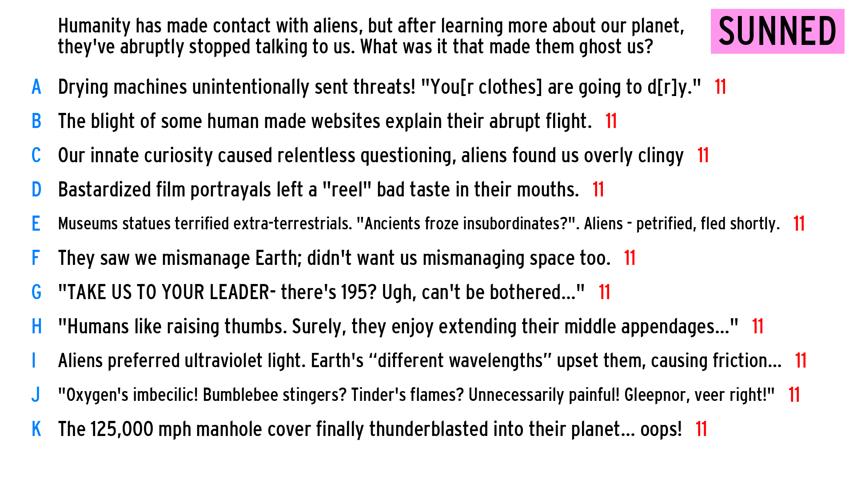 Humanity has made contact with aliens, but after learning more about our planet,
they've abruptly stopped talking to us. What was it that made them ghost us?
SUNNED
A Drying machines unintentionally sent threats! "You[r clothes] are going to d[r]y." 11
B The blight of some human made websites explain their abrupt flight. 11
C Our innate curiosity caused relentless questioning, aliens found us overly clingy 11
D Bastardized film portrayals left a "reel" bad taste in their mouths. 11
E Museums statues terrified extra-terrestrials. "Ancients froze insubordinates?". Aliens - petrified, fled shortly. 11
F They saw we mismanage Earth; didn't want us mismanaging space too. 11
G "TAKE US TO YOUR LEADER- there's 195? Ugh, can't be bothered..." 11
H "Humans like raising thumbs. Surely, they enjoy extending their middle appendages..." 11
I Aliens preferred ultraviolet light. Earth's “different wavelengths” upset them, causing friction... 11
J "Oxygen's imbecilic! Bumblebee stingers? Tinder's flames? Unnecessarily painful! Gleepnor, veer right!" 11
K The 125,000 mph manhole cover finally thunderblasted into their planet... oops! 11